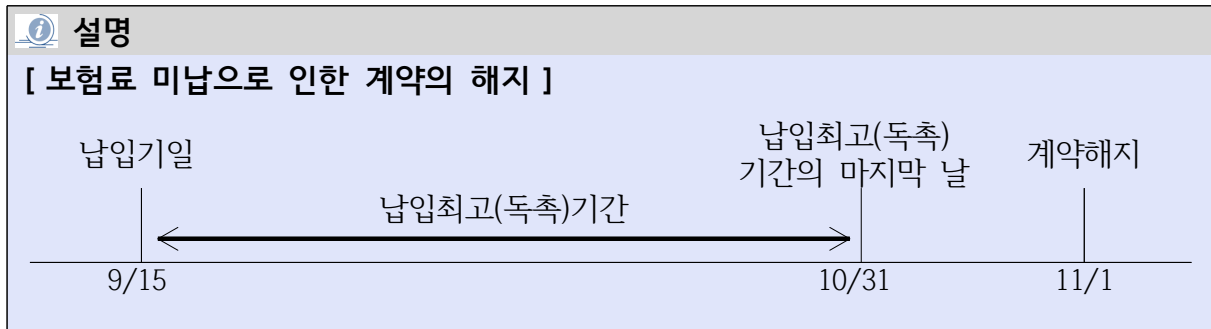 설명
[ 보험료 미납으로 인한 계약의 해지 ]
납입기일
납입최고(독촉)
기간의 마지막 날
계약해지
납입최고(독촉)기간
9/15
10/31
11/1